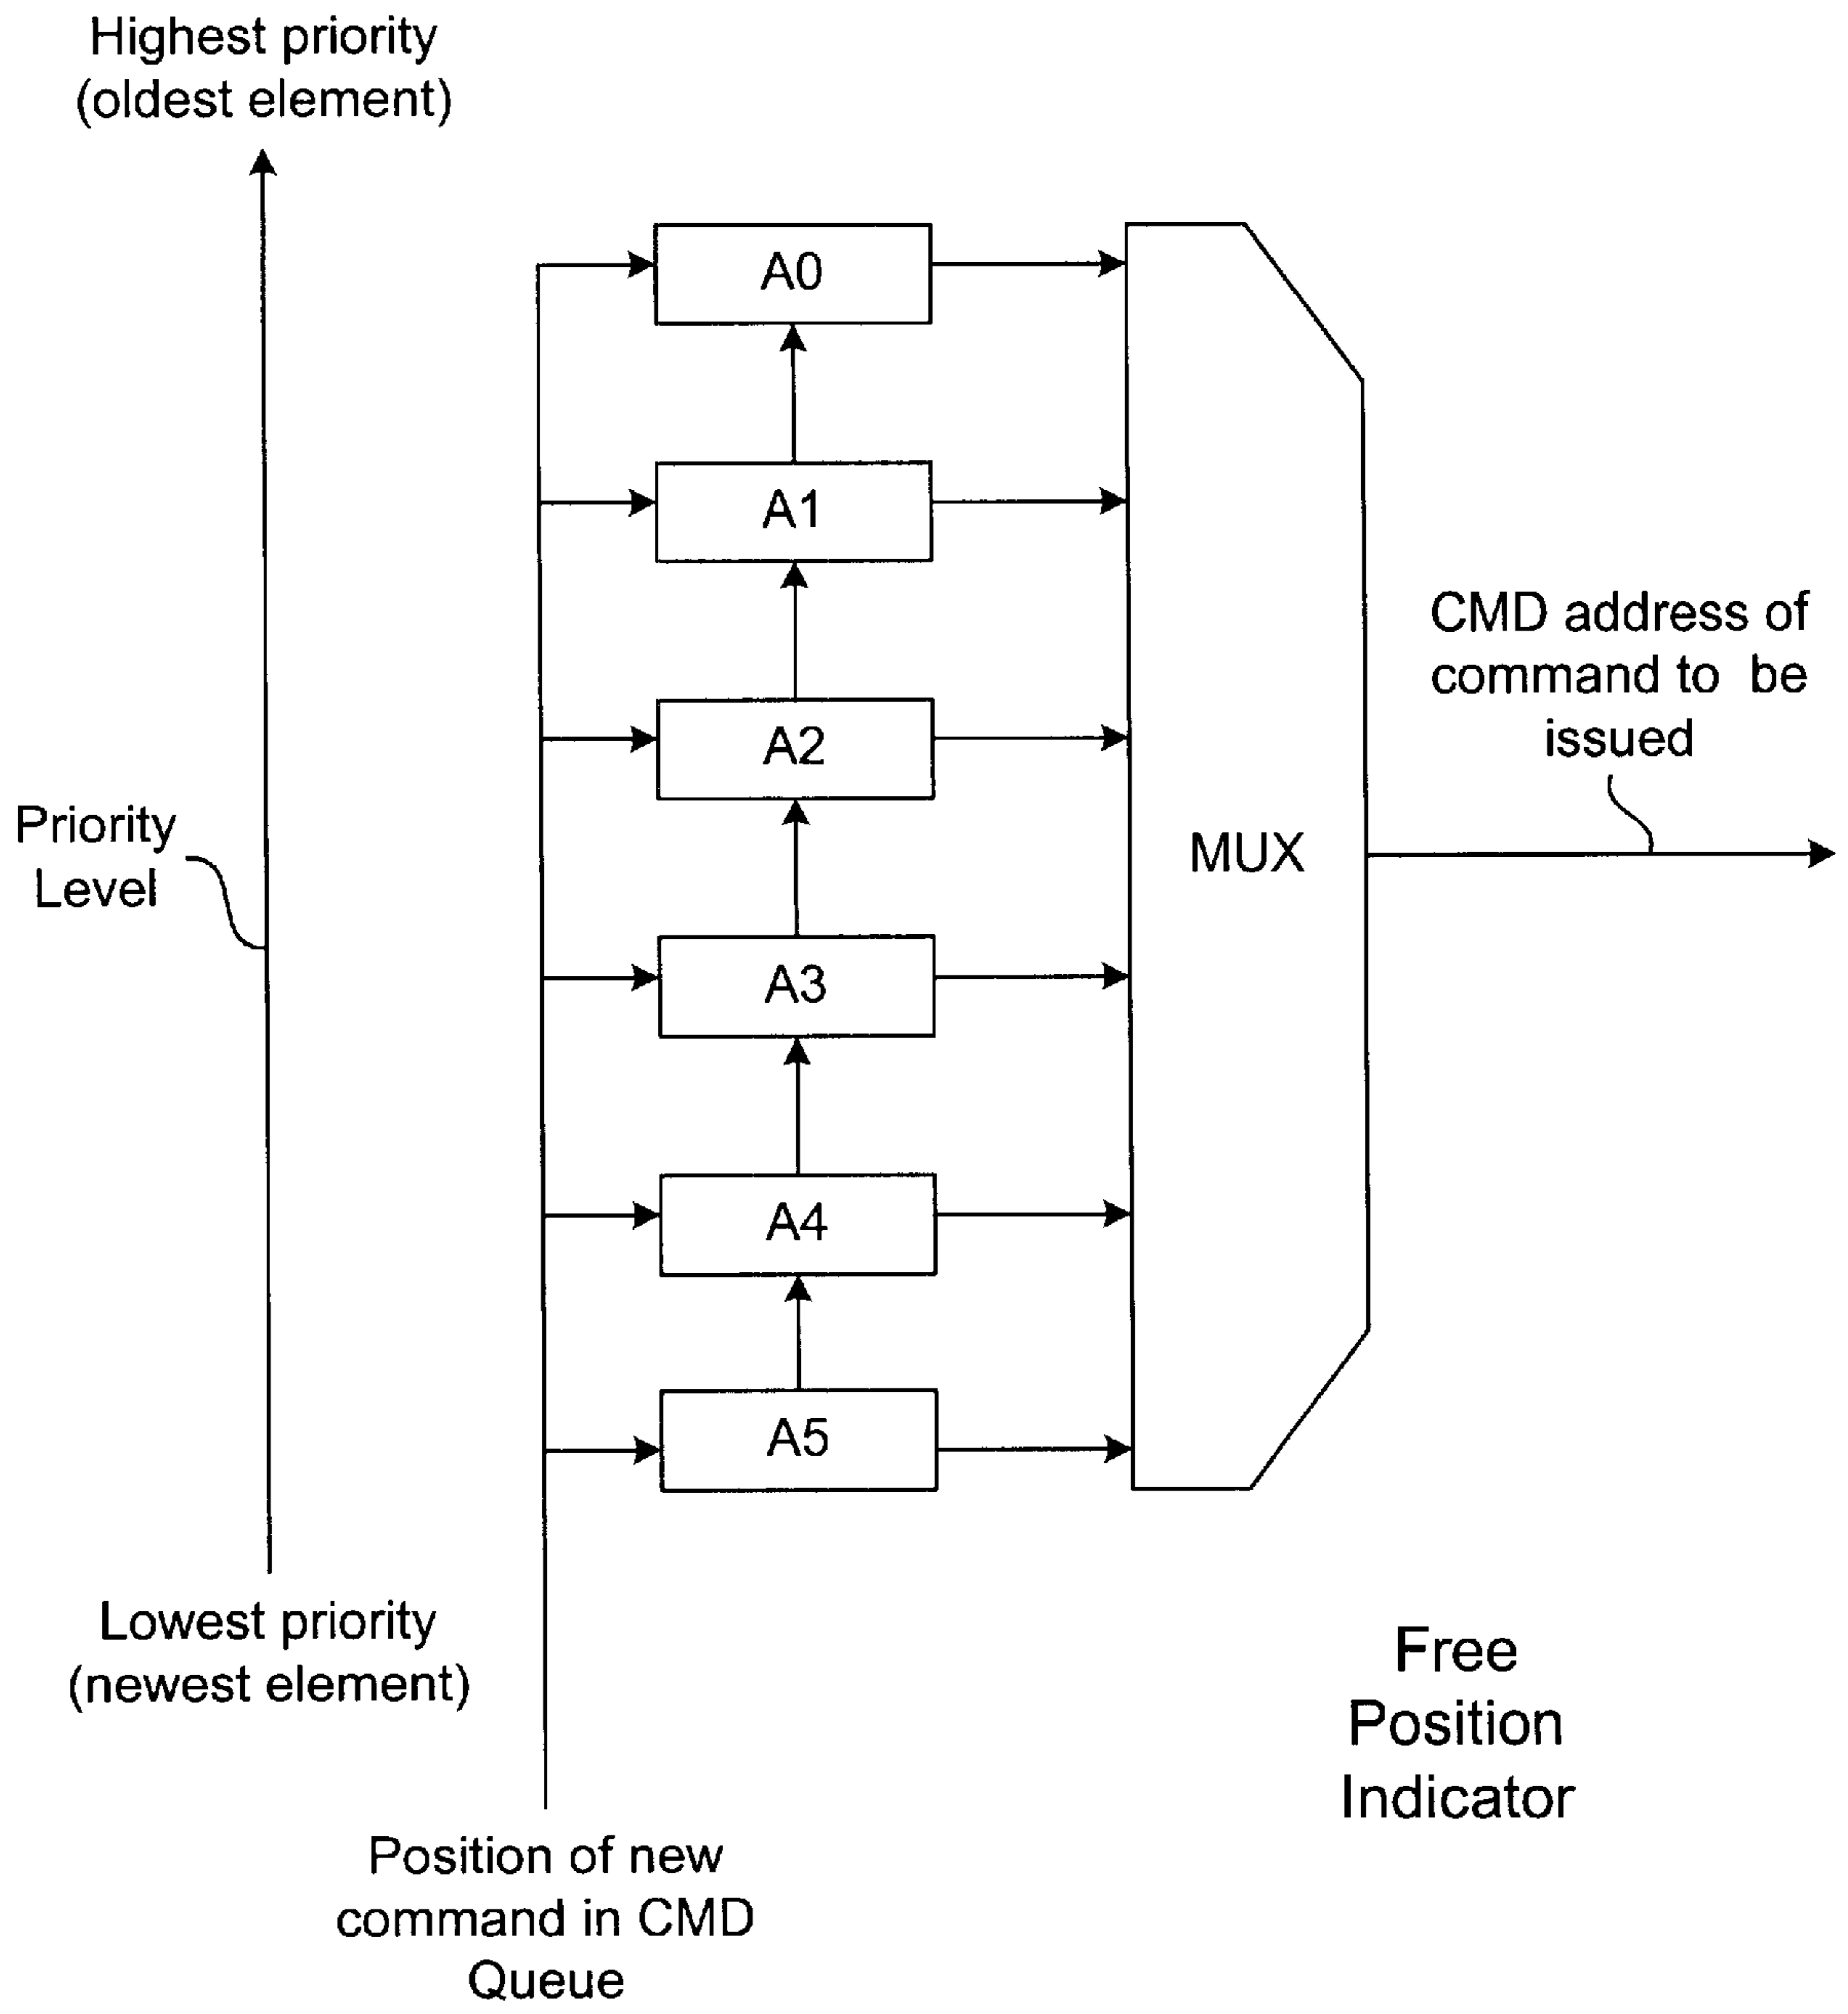 Highest priority
(oldest element)
A0
A1
CMD address of
command to be
issued
A2
Priority
Level
MUX
A3
A4
A5
Lowest priority
(newest element)
Free
Position
Indicator
Position of new
command in CMD
Queue